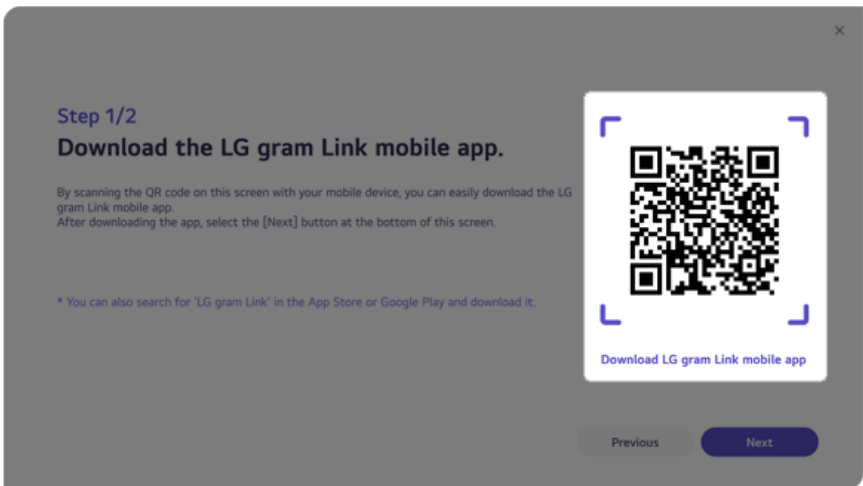 Step 1/2
Download the LG gram Link mobile app.
By scanning the QR code on this screen with your mobile device, you can easily download the LG
gram Link mobile app.
After downloading the app, select the [Next] button at the bottom of this screen.
* You can also search for 'LG gram Link' in the App Store or Google Play and download it.
Download LG gram Link mobile app
Previous
Next